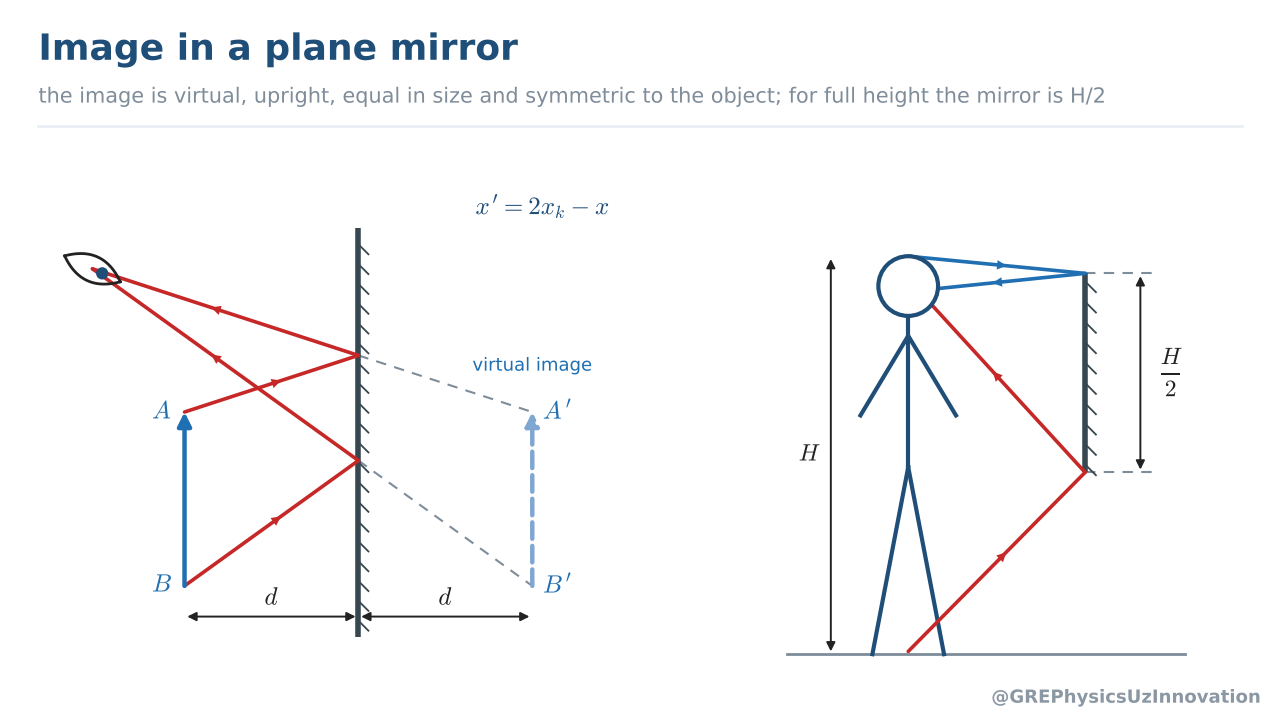 Image in a plane mirror
the image is virtual, upright, equal in size and symmetric to the object; for full height the mirror is H/2
x′ = 2x_k − x
virtual image
A
A′
B
B′
d
d
H
H/2
@GREPhysicsUzInnovation